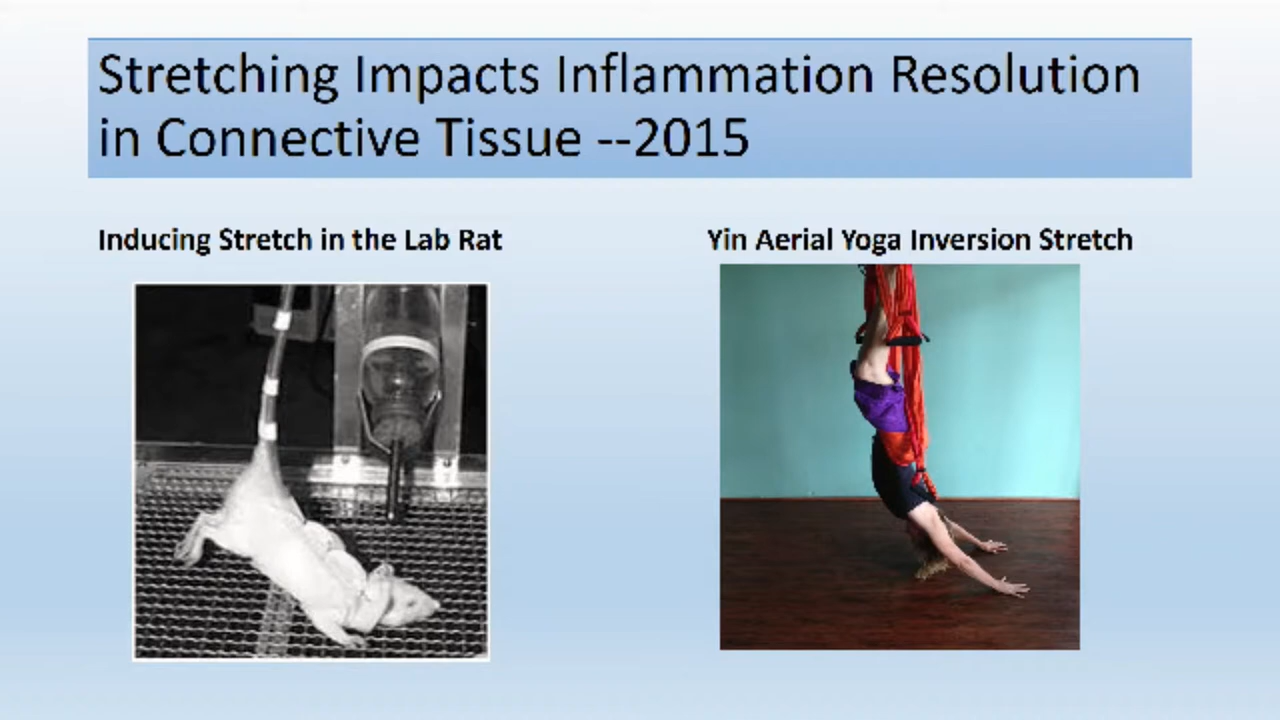 Stretching Impacts Inflammation Resolution
in Connective Tissue --2015
Inducing Stretch in the Lab Rat
Yin Aerial Yoga Inversion Stretch